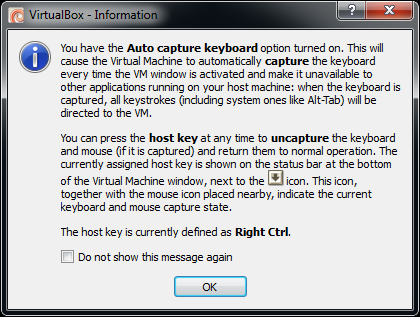 VirtualBox - Information
You have the Auto capture keyboard option turned on. This will
cause the Virtual Machine to automatically capture the keyboard
every time the VM window is activated and make it unavailable to
other applications running on your host machine: when the keyboard is
captured, all keystrokes (including system ones like Alt-Tab) will be
directed to the VM.
You can press the host key at any time to uncapture the keyboard
and mouse (if it is captured) and return them to normal operation. The
currently assigned host key is shown on the status bar at the bottom
of the Virtual Machine window, next to the icon. This icon,
together with the mouse icon placed nearby, indicate the current
keyboard and mouse capture state.
The host key is currently defined as Right Ctrl.
Do not show this message again
OK